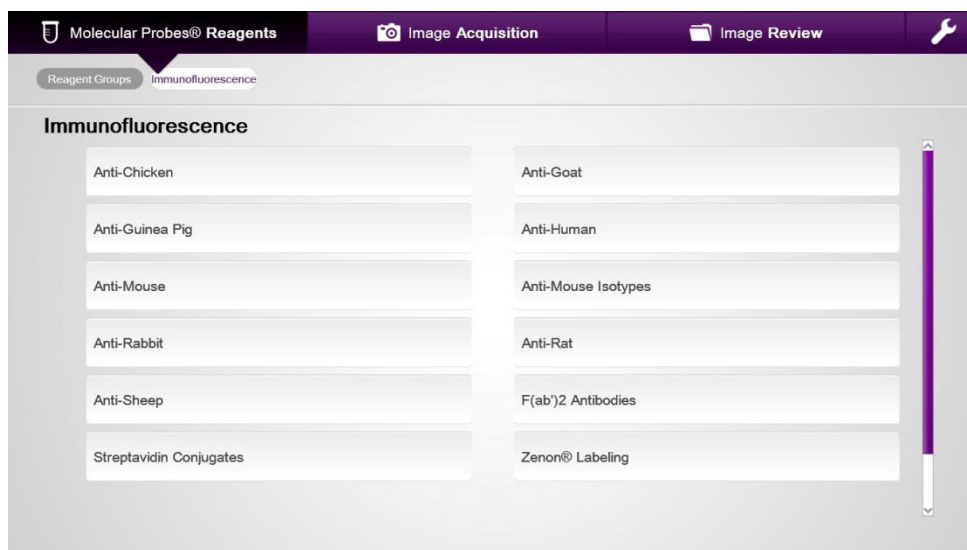 Molecular Probes® Reagents
Image Acquisition
Image Review
Reagent Groups
Immunofluorescence
Immunofluorescence
Anti-Chicken
Anti-Goat
Anti-Guinea Pig
Anti-Human
Anti-Mouse
Anti-Mouse Isotypes
Anti-Rabbit
Anti-Rat
Anti-Sheep
F(ab')2 Antibodies
Streptavidin Conjugates
Zenon® Labeling